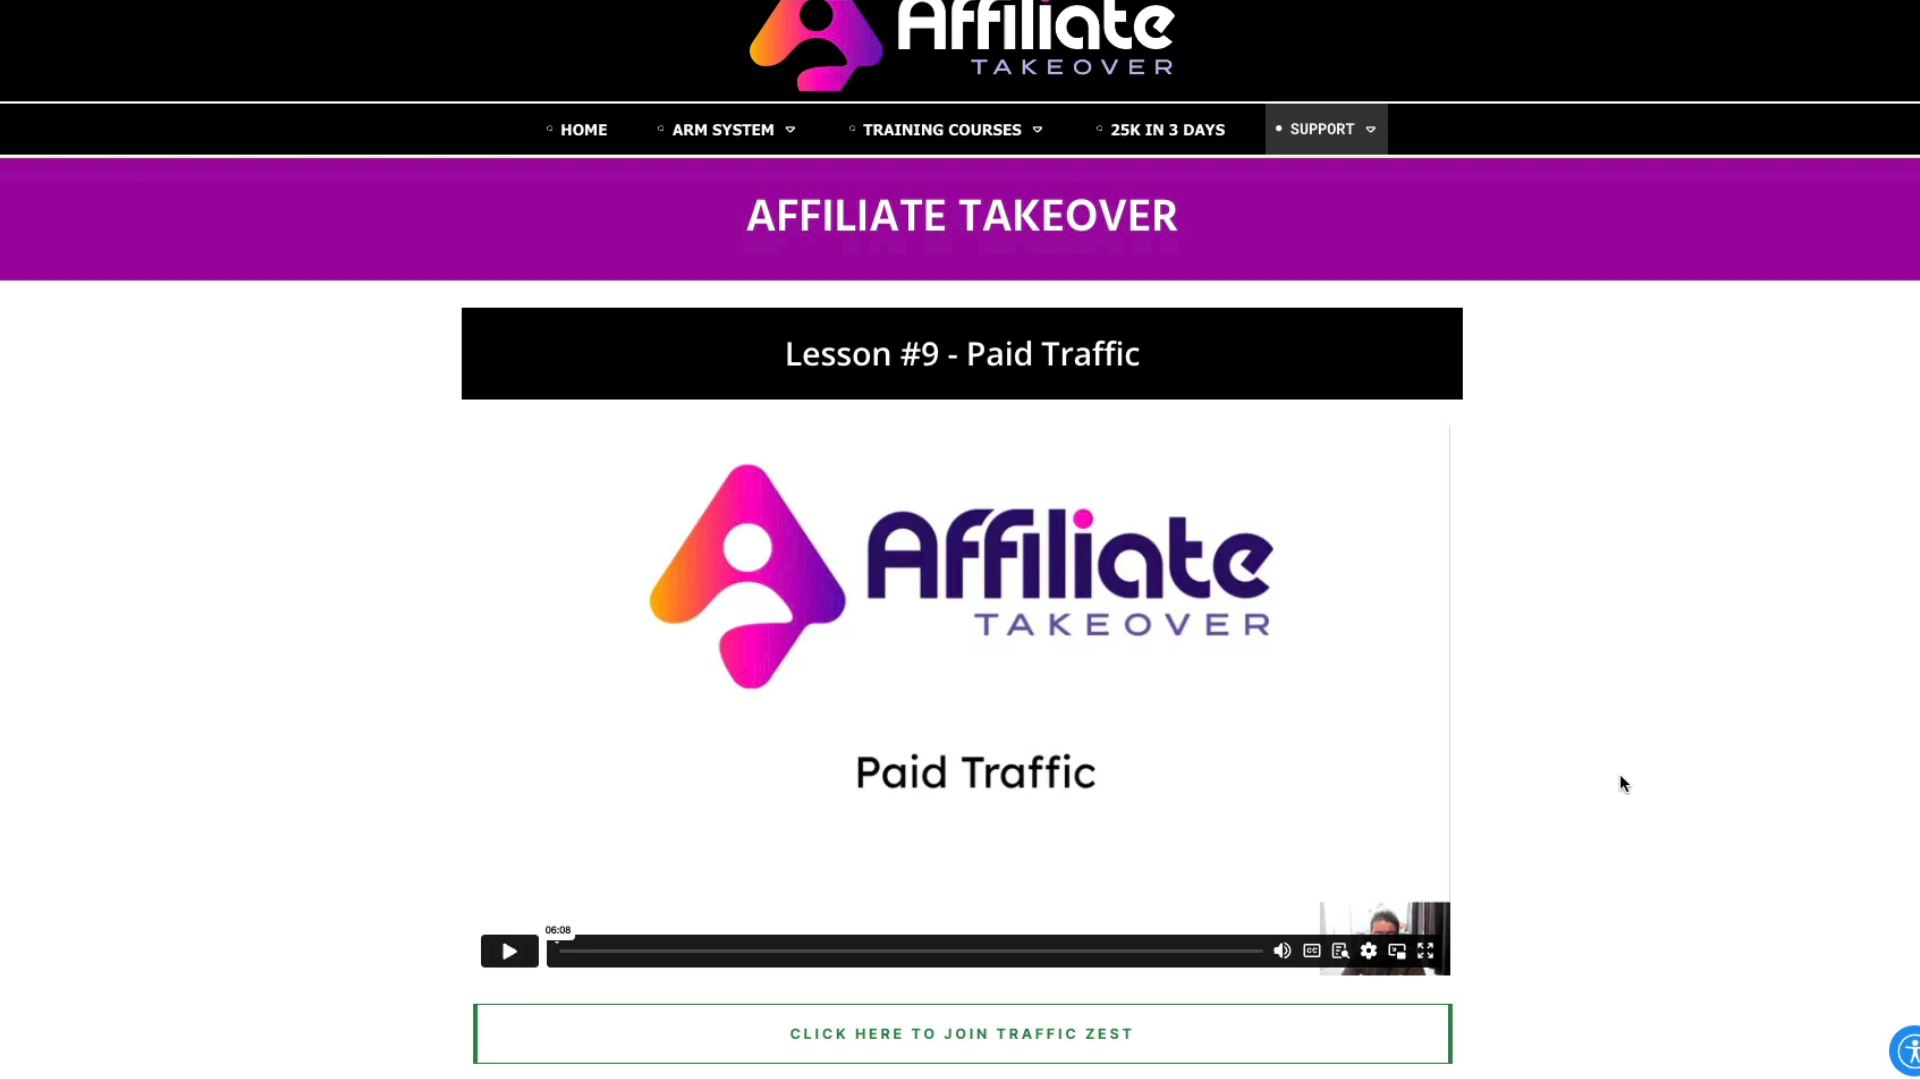 Affiliate
TAKEOVER
HOME
ARM SYSTEM
TRAINING COURSES
25K IN 3 DAYS
SUPPORT
AFFILIATE TAKEOVER
Lesson #9 - Paid Traffic
Affiliate
TAKEOVER
Paid Traffic
06:08
CC
CLICK HERE TO JOIN TRAFFIC ZEST